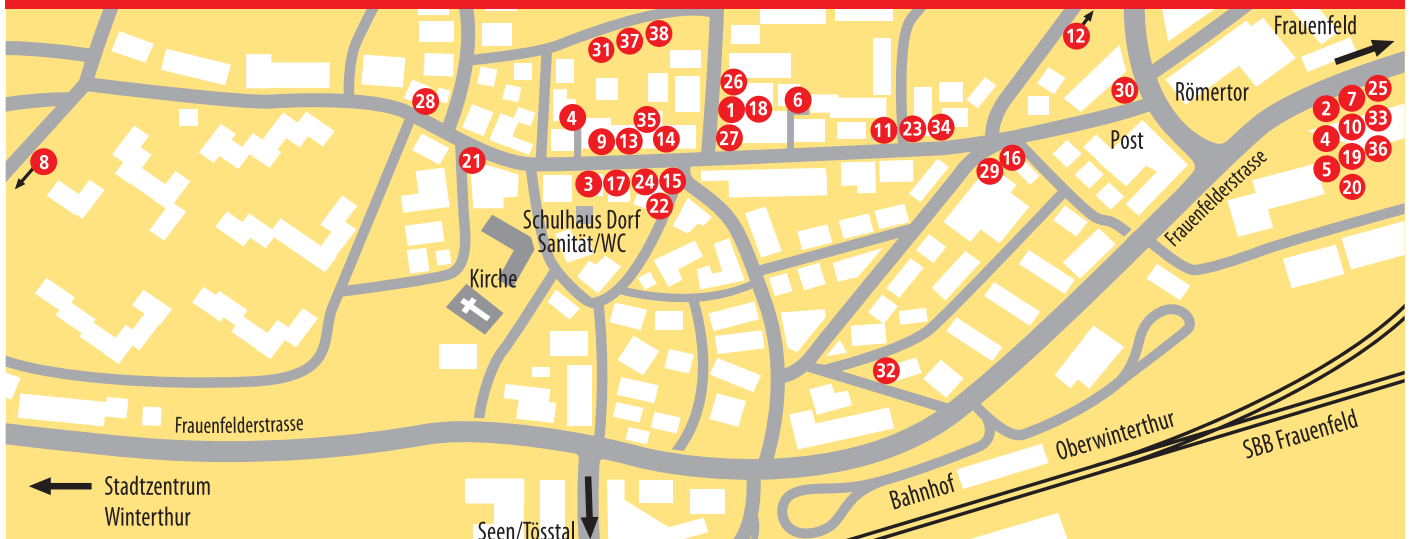 Frauenfeld
12
31 37 38
26
1 18
6
28
4
35
9 13 14
27
11 23 34
30
Römertor
25
2 7
10 33
4
19 36
5
20
Post
8
21
16
29
3 17 24 15
22
Schulhaus Dorf
Sanität/WC
Kirche
Frauenfelderstrasse
32
Frauenfelderstrasse
Oberwinterthur
SBB Frauenfeld
Bahnhof
Stadtzentrum
Winterthur
Seen/Tösstal